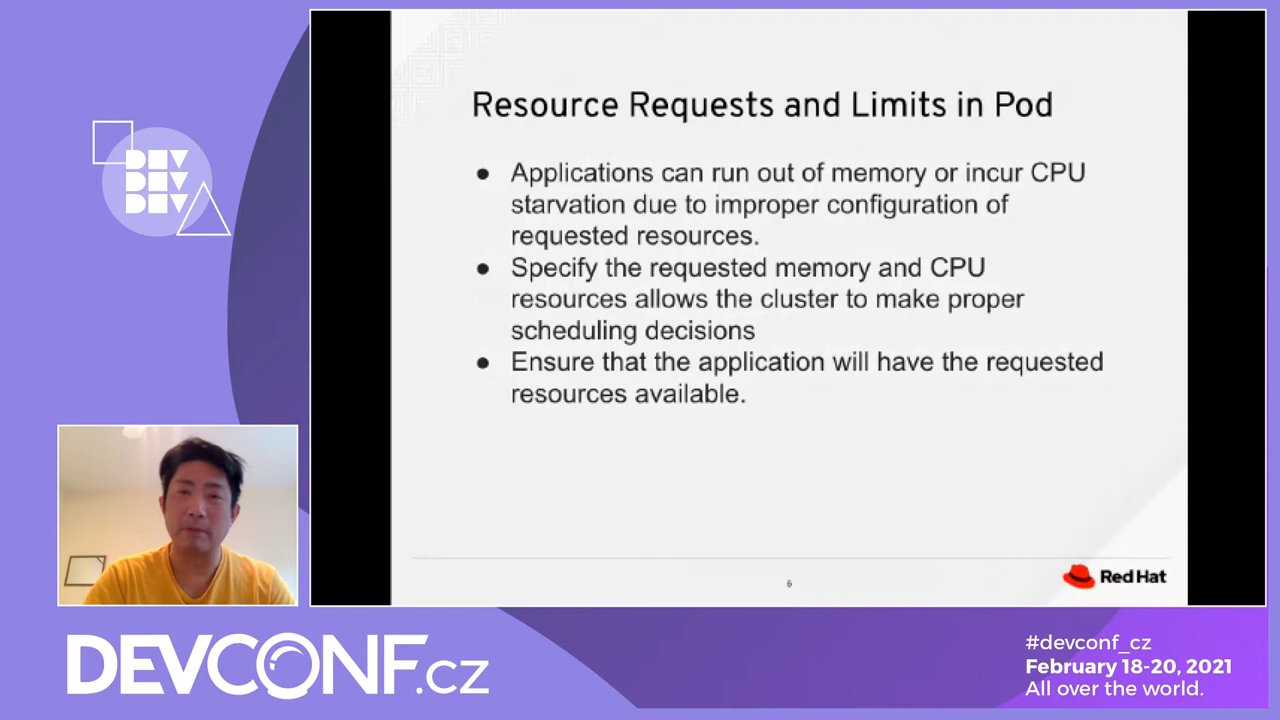 DEV
DEV
DEV
Resource Requests and Limits in Pod
● Applications can run out of memory or incur CPU
starvation due to improper configuration of
requested resources.
● Specify the requested memory and CPU
resources allows the cluster to make proper
scheduling decisions
● Ensure that the application will have the requested
resources available.
6
Red Hat
DEVCONF.cz
#devconf_cz
February 18-20, 2021
All over the world.